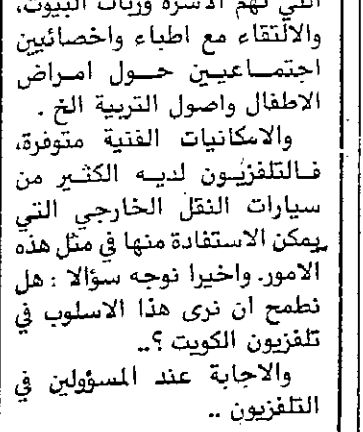 التي تهم الاسرة وربات البيوت،
والالتقاء مع اطباء واخصائيين
اجتماعيين حول امراض
الاطفال واصول التربية الخ .
والامكانيات الفنية متوفرة،
فالتلفزيون لديه الكثير من
سيارات النقل الخارجي التي
يمكن الاستفادة منها في مثل هذه
الامور. واخيرا نوجه سؤالا : هل
نطمح ان نرى هذا الاسلوب في
تلفزيون الكويت ؟..
والاجابة عند المسؤولين في
التلفزيون ..